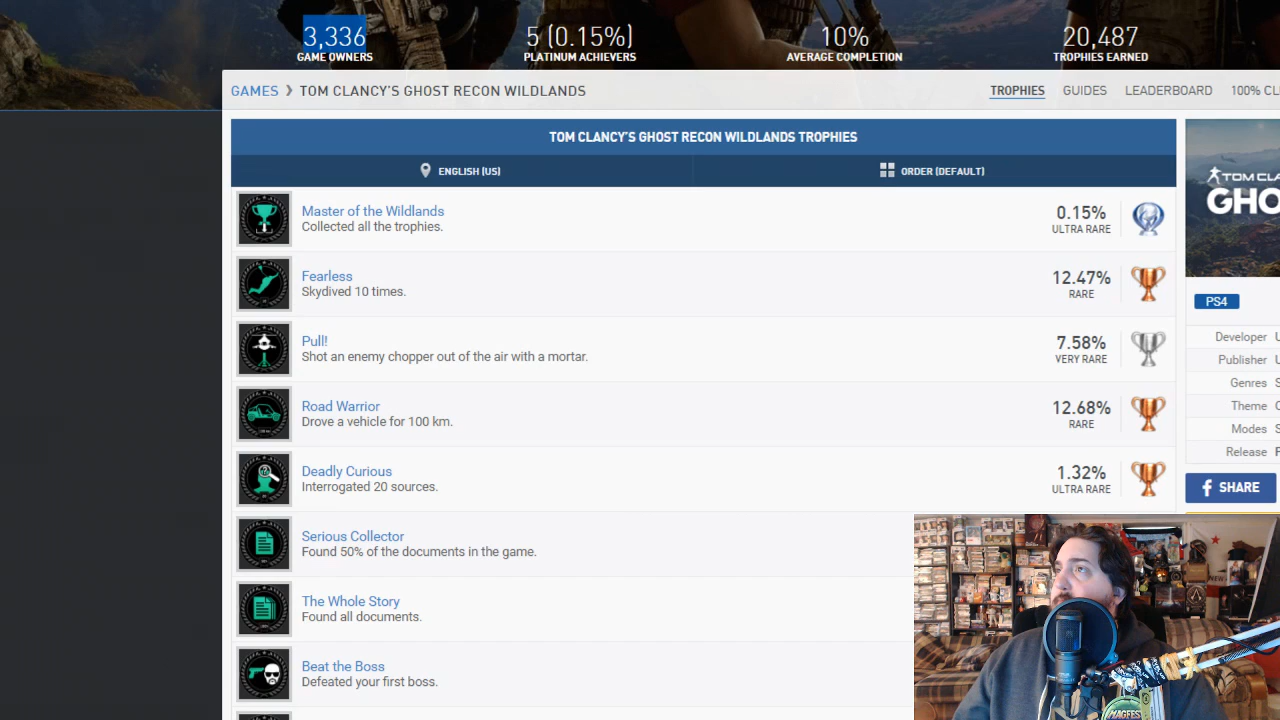 3,336
GAME OWNERS
5 (0.15%)
PLATINUM ACHIEVERS
10%
AVERAGE COMPLETION
20,487
TROPHIES EARNED
GAMES ❯ TOM CLANCY'S GHOST RECON WILDLANDS
TROPHIES GUIDES LEADERBOARD 100% CL
TOM CLANCY'S GHOST RECON WILDLANDS TROPHIES
ENGLISH (US) ORDER (DEFAULT)
Master of the Wildlands
Collected all the trophies.
0.15%
ULTRA RARE
Fearless
Skydived 10 times.
12.47%
RARE
Pull!
Shot an enemy chopper out of the air with a mortar.
7.58%
VERY RARE
Road Warrior
Drove a vehicle for 100 km.
12.68%
RARE
Deadly Curious
Interrogated 20 sources.
1.32%
ULTRA RARE
Serious Collector
Found 50% of the documents in the game.
The Whole Story
Found all documents.
Beat the Boss
Defeated your first boss.
TOM CLA
GHO
PS4
Developer U
Publisher U
Genres S
Theme C
Modes S
Release F
SHARE
NEW